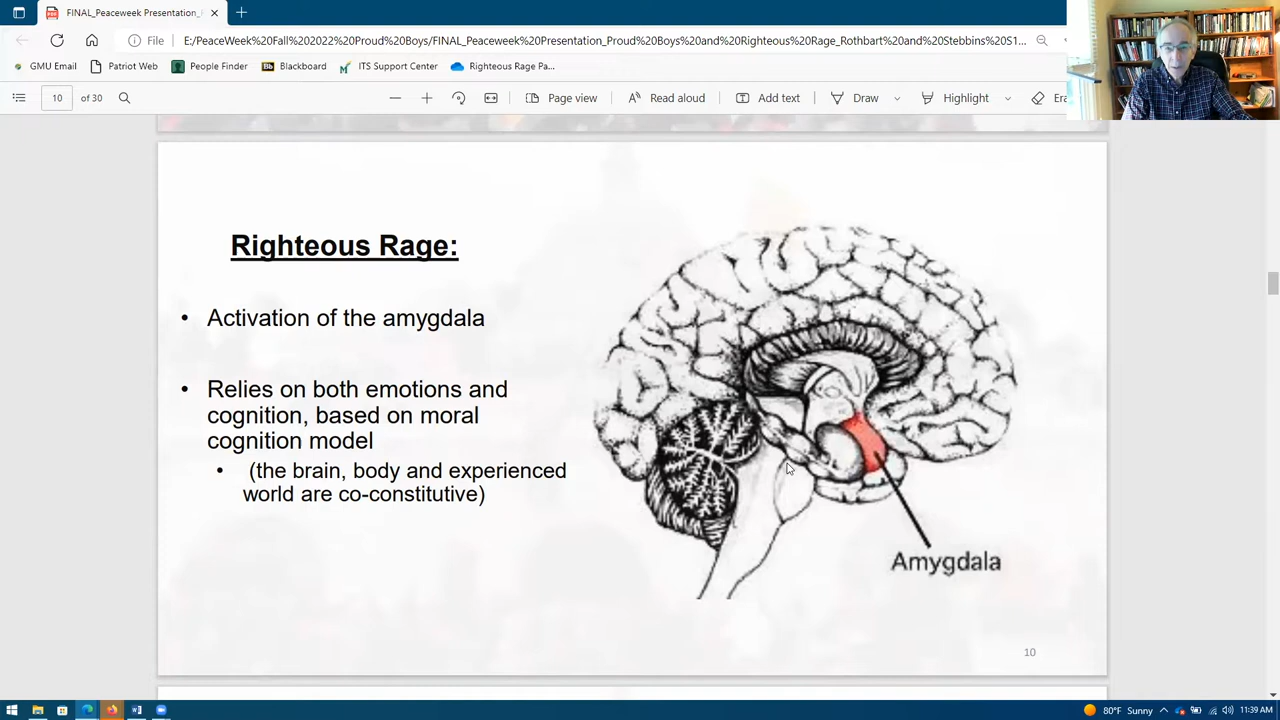 FINAL_Peaceweek Presentation_
File
E:/PeaceWeek%20Fall%202022%20Proud%20Boys/FINAL_Peaceweek%20Presentation_Proud%20Boys%20and%20Righteous%20Rage_Rothbart%20and%20Stebbins%20S1...
GMU Email
Patriot Web
People Finder
Bb Blackboard
ITS Support Center
Righteous Rage Pa...
10 of 30
Page view
Read aloud
Add text
Draw
Highlight
Righteous Rage:
• Activation of the amygdala
• Relies on both emotions and
cognition, based on moral
cognition model
• (the brain, body and experienced
world are co-constitutive)
Amygdala
10
80°F Sunny
11:39 AM